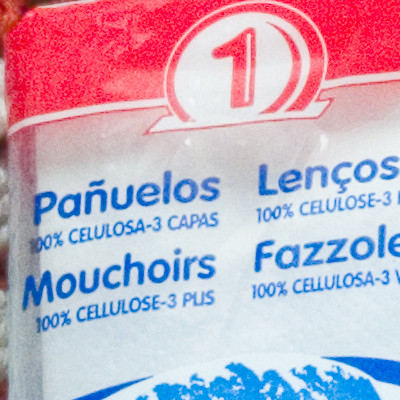 1
Pañuelos
100% CELULOSA-3 CAPAS
Mouchoirs
100% CELLULOSE-3 PLIS
Lenços
100% CELULOSE-3
Fazzole
100% CELLULOSA-3 V